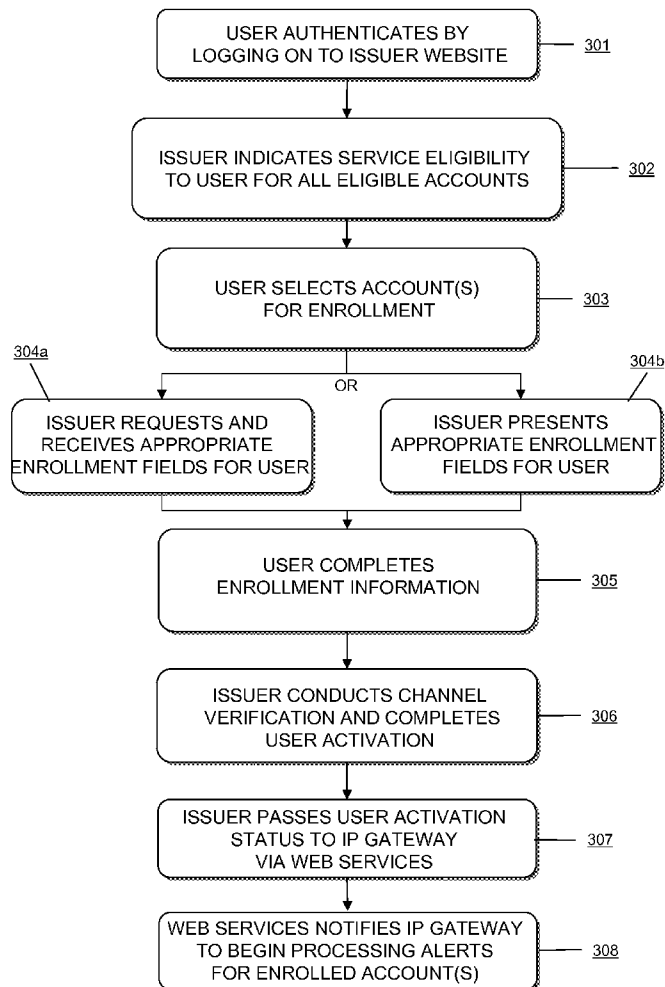 USER AUTHENTICATES BY
LOGGING ON TO ISSUER WEBSITE
301
ISSUER INDICATES SERVICE ELIGIBILITY
TO USER FOR ALL ELIGIBLE ACCOUNTS
302
USER SELECTS ACCOUNT(S)
FOR ENROLLMENT
303
304a
OR
304b
ISSUER REQUESTS AND
RECEIVES APPROPRIATE
ENROLLMENT FIELDS FOR USER
ISSUER PRESENTS
APPROPRIATE ENROLLMENT
FIELDS FOR USER
USER COMPLETES
ENROLLMENT INFORMATION
305
ISSUER CONDUCTS CHANNEL
VERIFICATION AND COMPLETES
USER ACTIVATION
306
ISSUER PASSES USER ACTIVATION
STATUS TO IP GATEWAY
VIA WEB SERVICES
307
WEB SERVICES NOTIFIES IP GATEWAY
TO BEGIN PROCESSING ALERTS
FOR ENROLLED ACCOUNT(S)
308